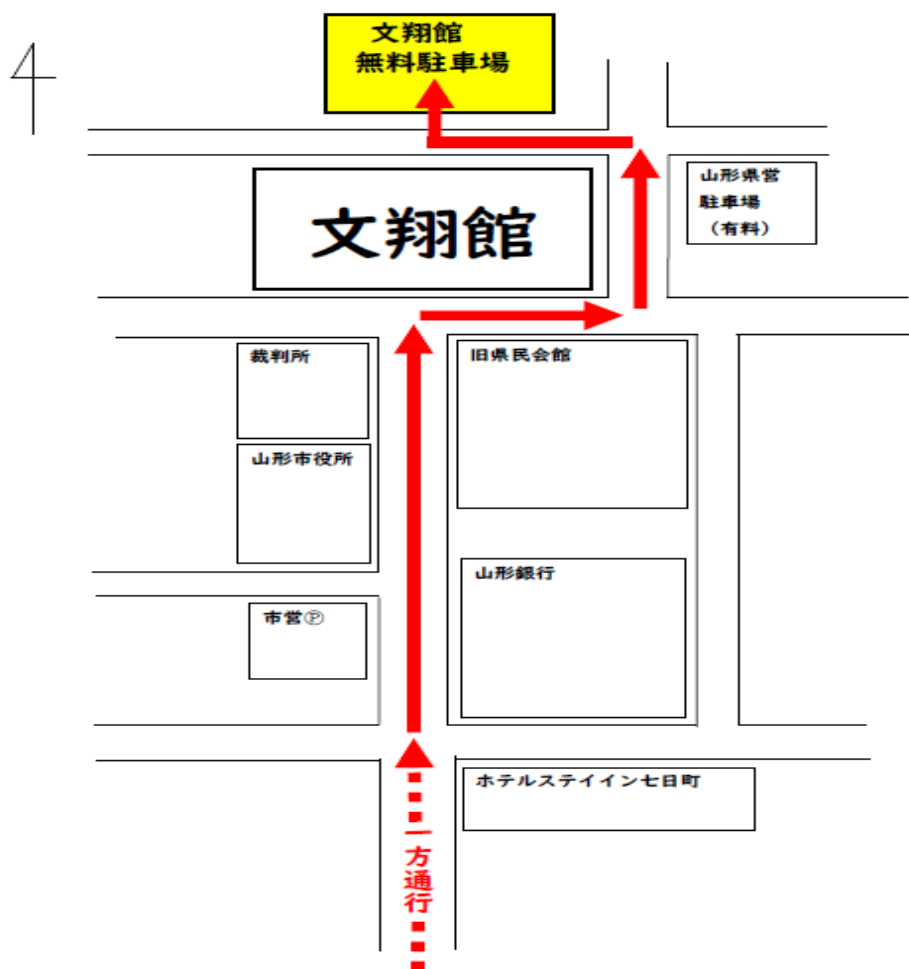 文翔館
無料駐車場
山形県営
駐車場
（有料）
文翔館
裁判所
旧県民会館
山形市役所
山形銀行
市営Ⓟ
ホテルステイイン七日町
一方通行